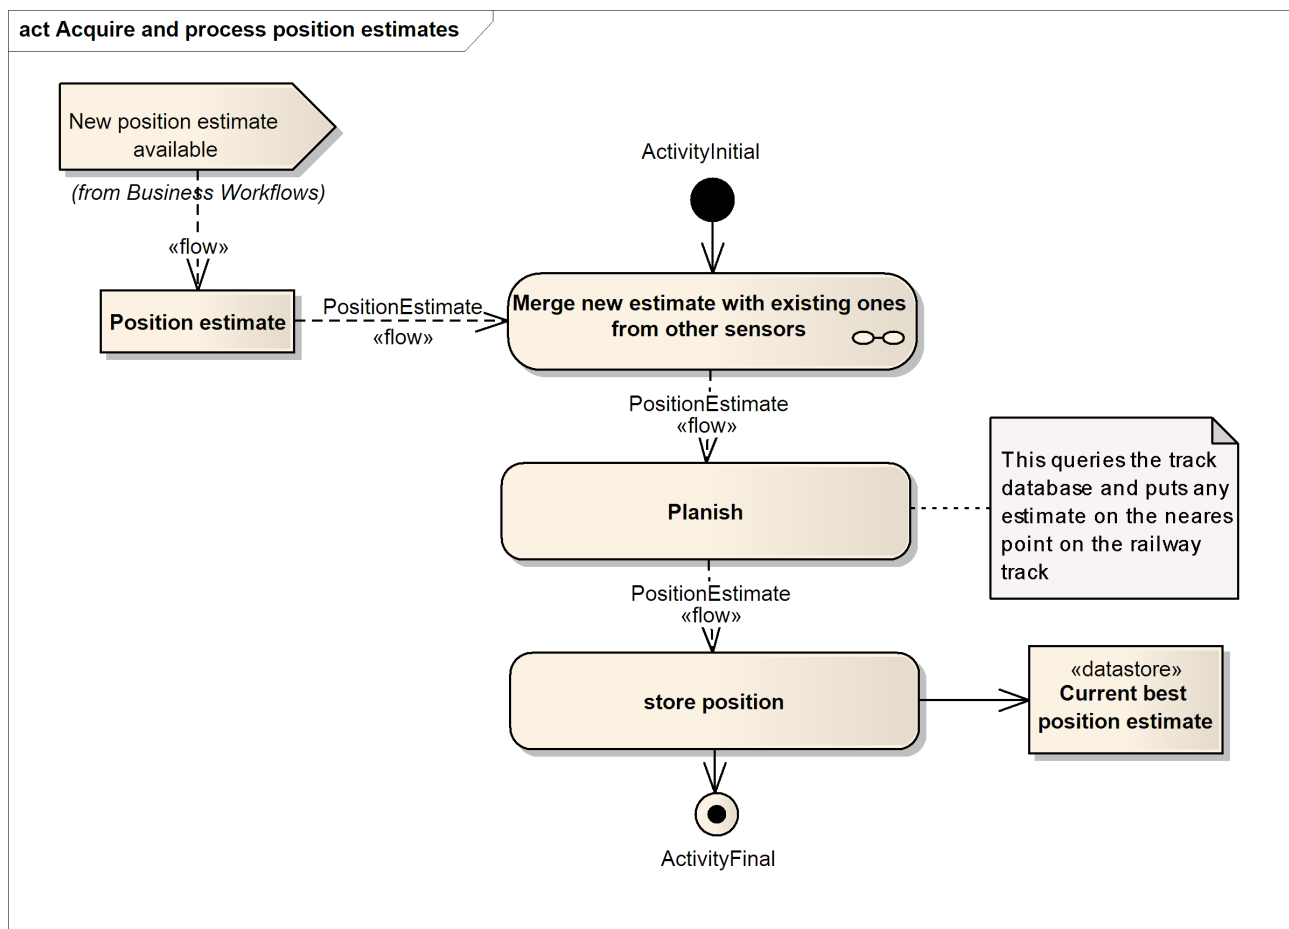 act Acquire and process position estimates
New position estimate
available
(from Business Workflows)
«flow»
Position estimate
PositionEstimate
«flow»
ActivityInitial
Merge new estimate with existing ones
from other sensors
PositionEstimate
«flow»
Planish
This queries the track
database and puts any
estimate on the neares
point on the railway
track
PositionEstimate
«flow»
store position
«datastore»
Current best
position estimate
ActivityFinal